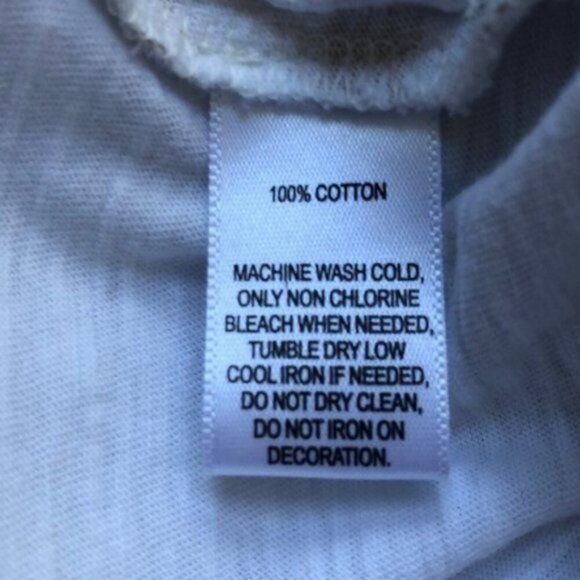 100% COTTON
MACHINE WASH COLD,
ONLY NON CHLORINE
BLEACH WHEN NEEDED,
TUMBLE DRY LOW
COOL IRON IF NEEDED,
DO NOT DRY CLEAN,
DO NOT IRON ON
DECORATION.